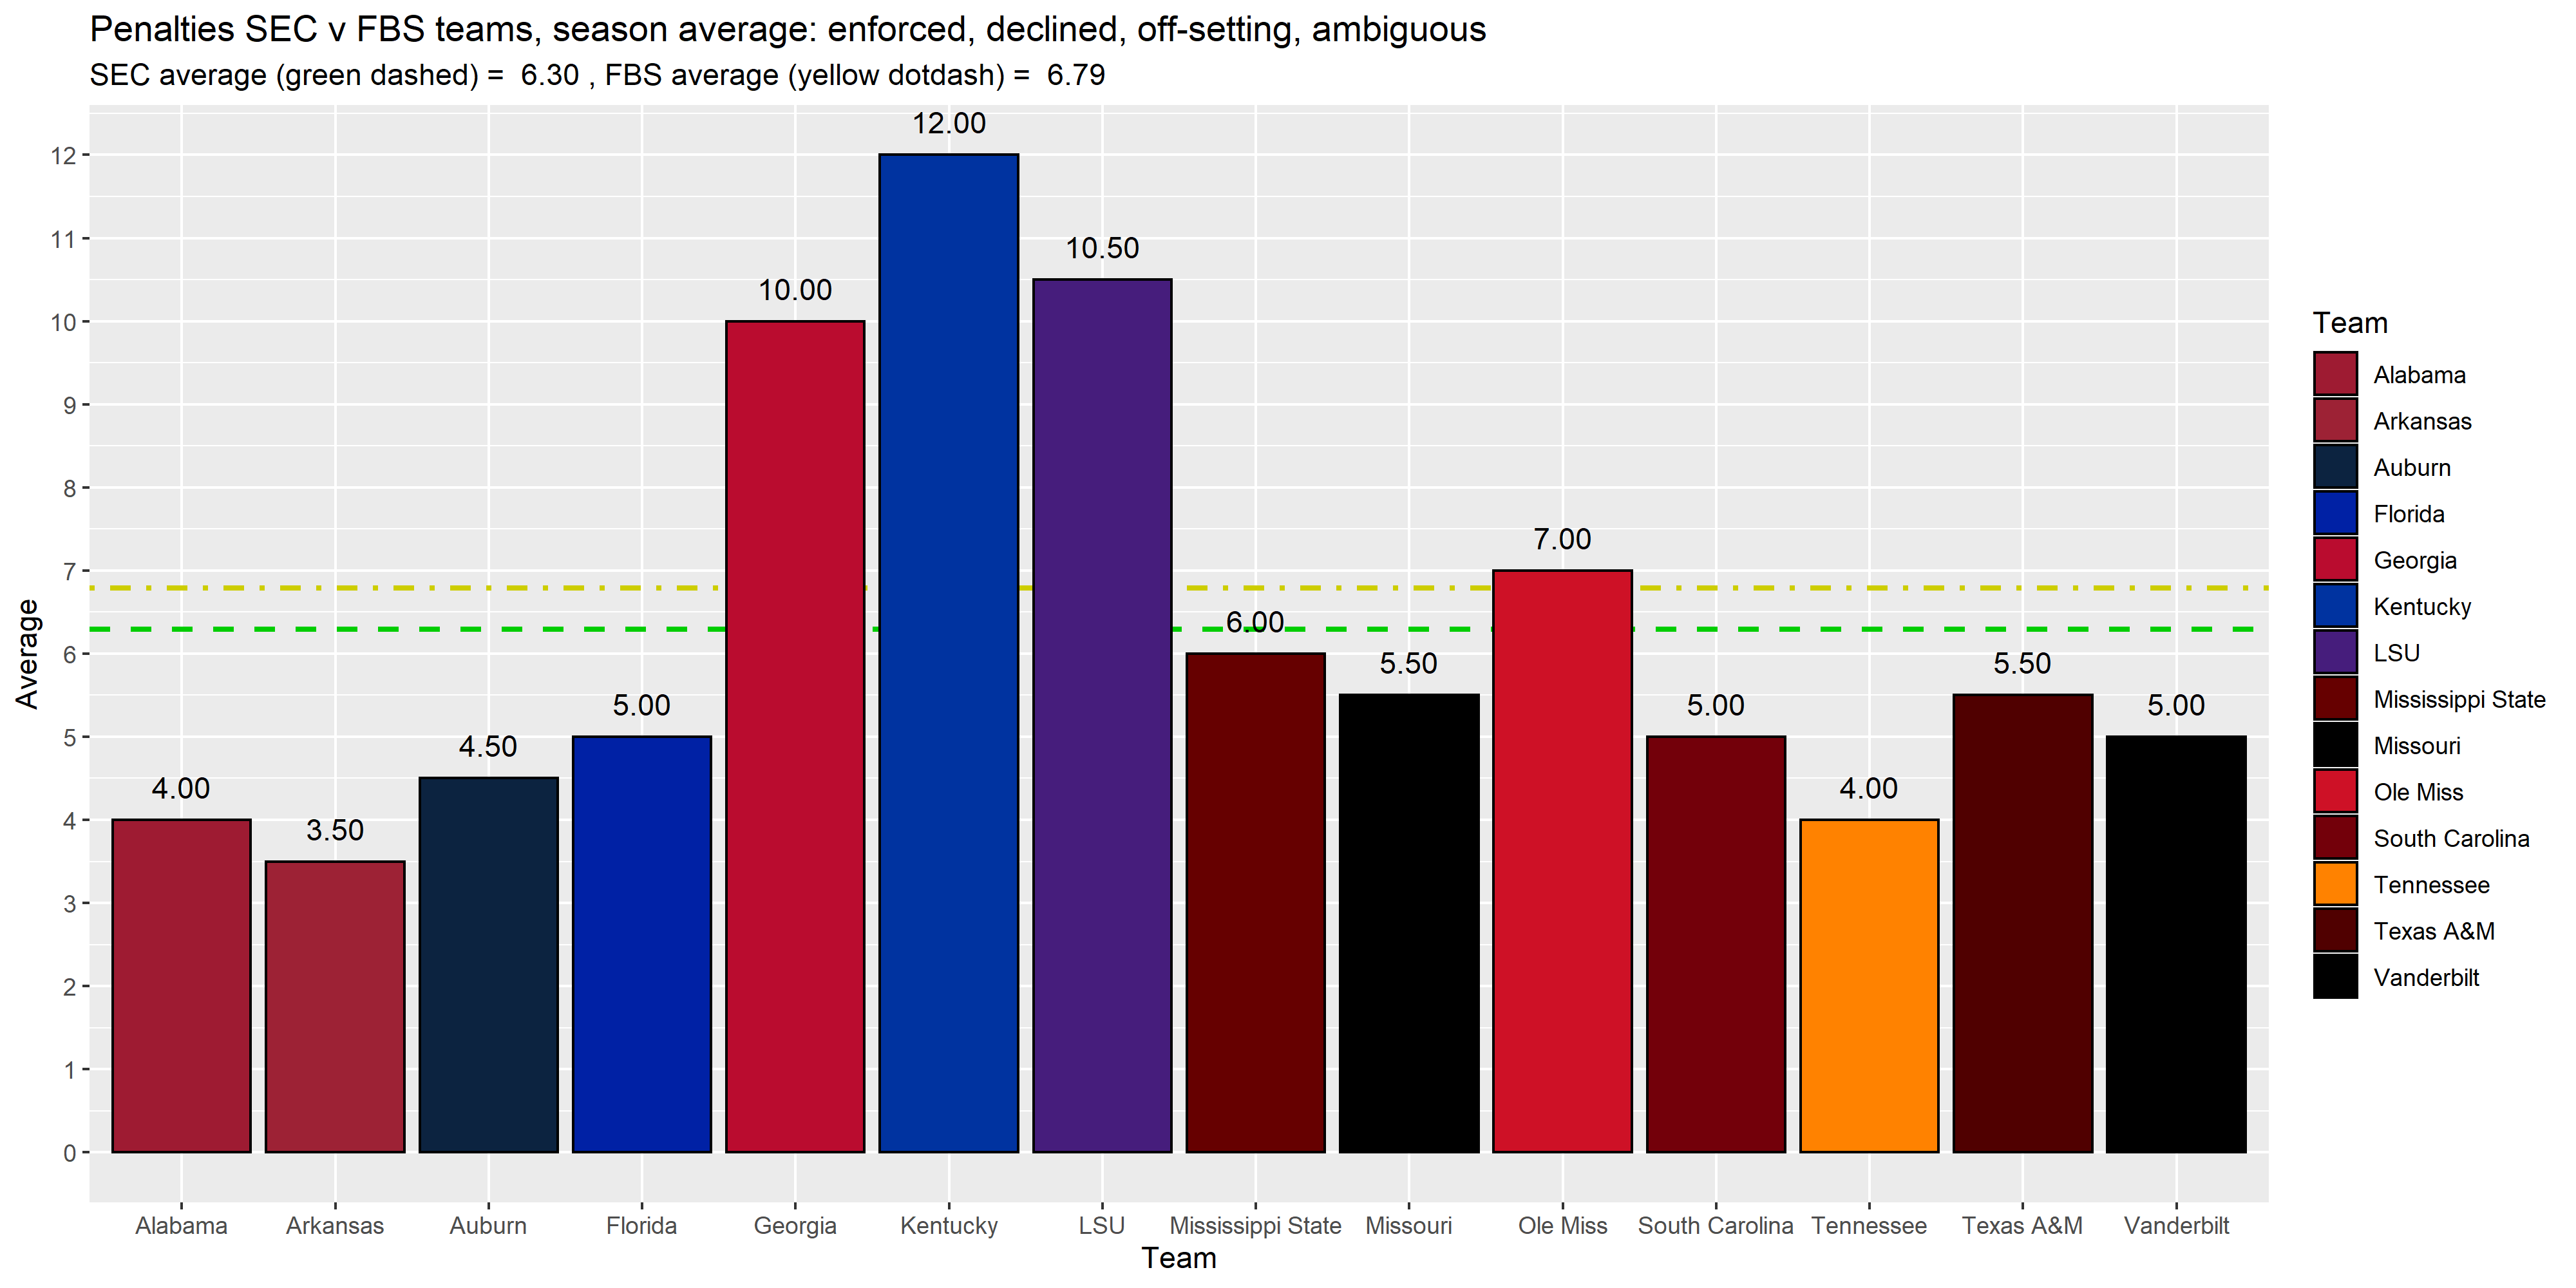 Penalties SEC v FBS teams, season average: enforced, declined, off-setting, ambiguous
SEC average (green dashed) =  6.30 , FBS average (yellow dotdash) =  6.79
12
11
10
9
8
7
6
5
4
3
2
1
0
Average
4.00
3.50
4.50
5.00
10.00
12.00
10.50
6.00
5.50
7.00
5.00
4.00
5.50
5.00
Alabama
Arkansas
Auburn
Florida
Georgia
Kentucky
LSU
Mississippi State
Missouri
Ole Miss
South Carolina
Tennessee
Texas A&M
Vanderbilt
Team
Team
Alabama
Arkansas
Auburn
Florida
Georgia
Kentucky
LSU
Mississippi State
Missouri
Ole Miss
South Carolina
Tennessee
Texas A&M
Vanderbilt